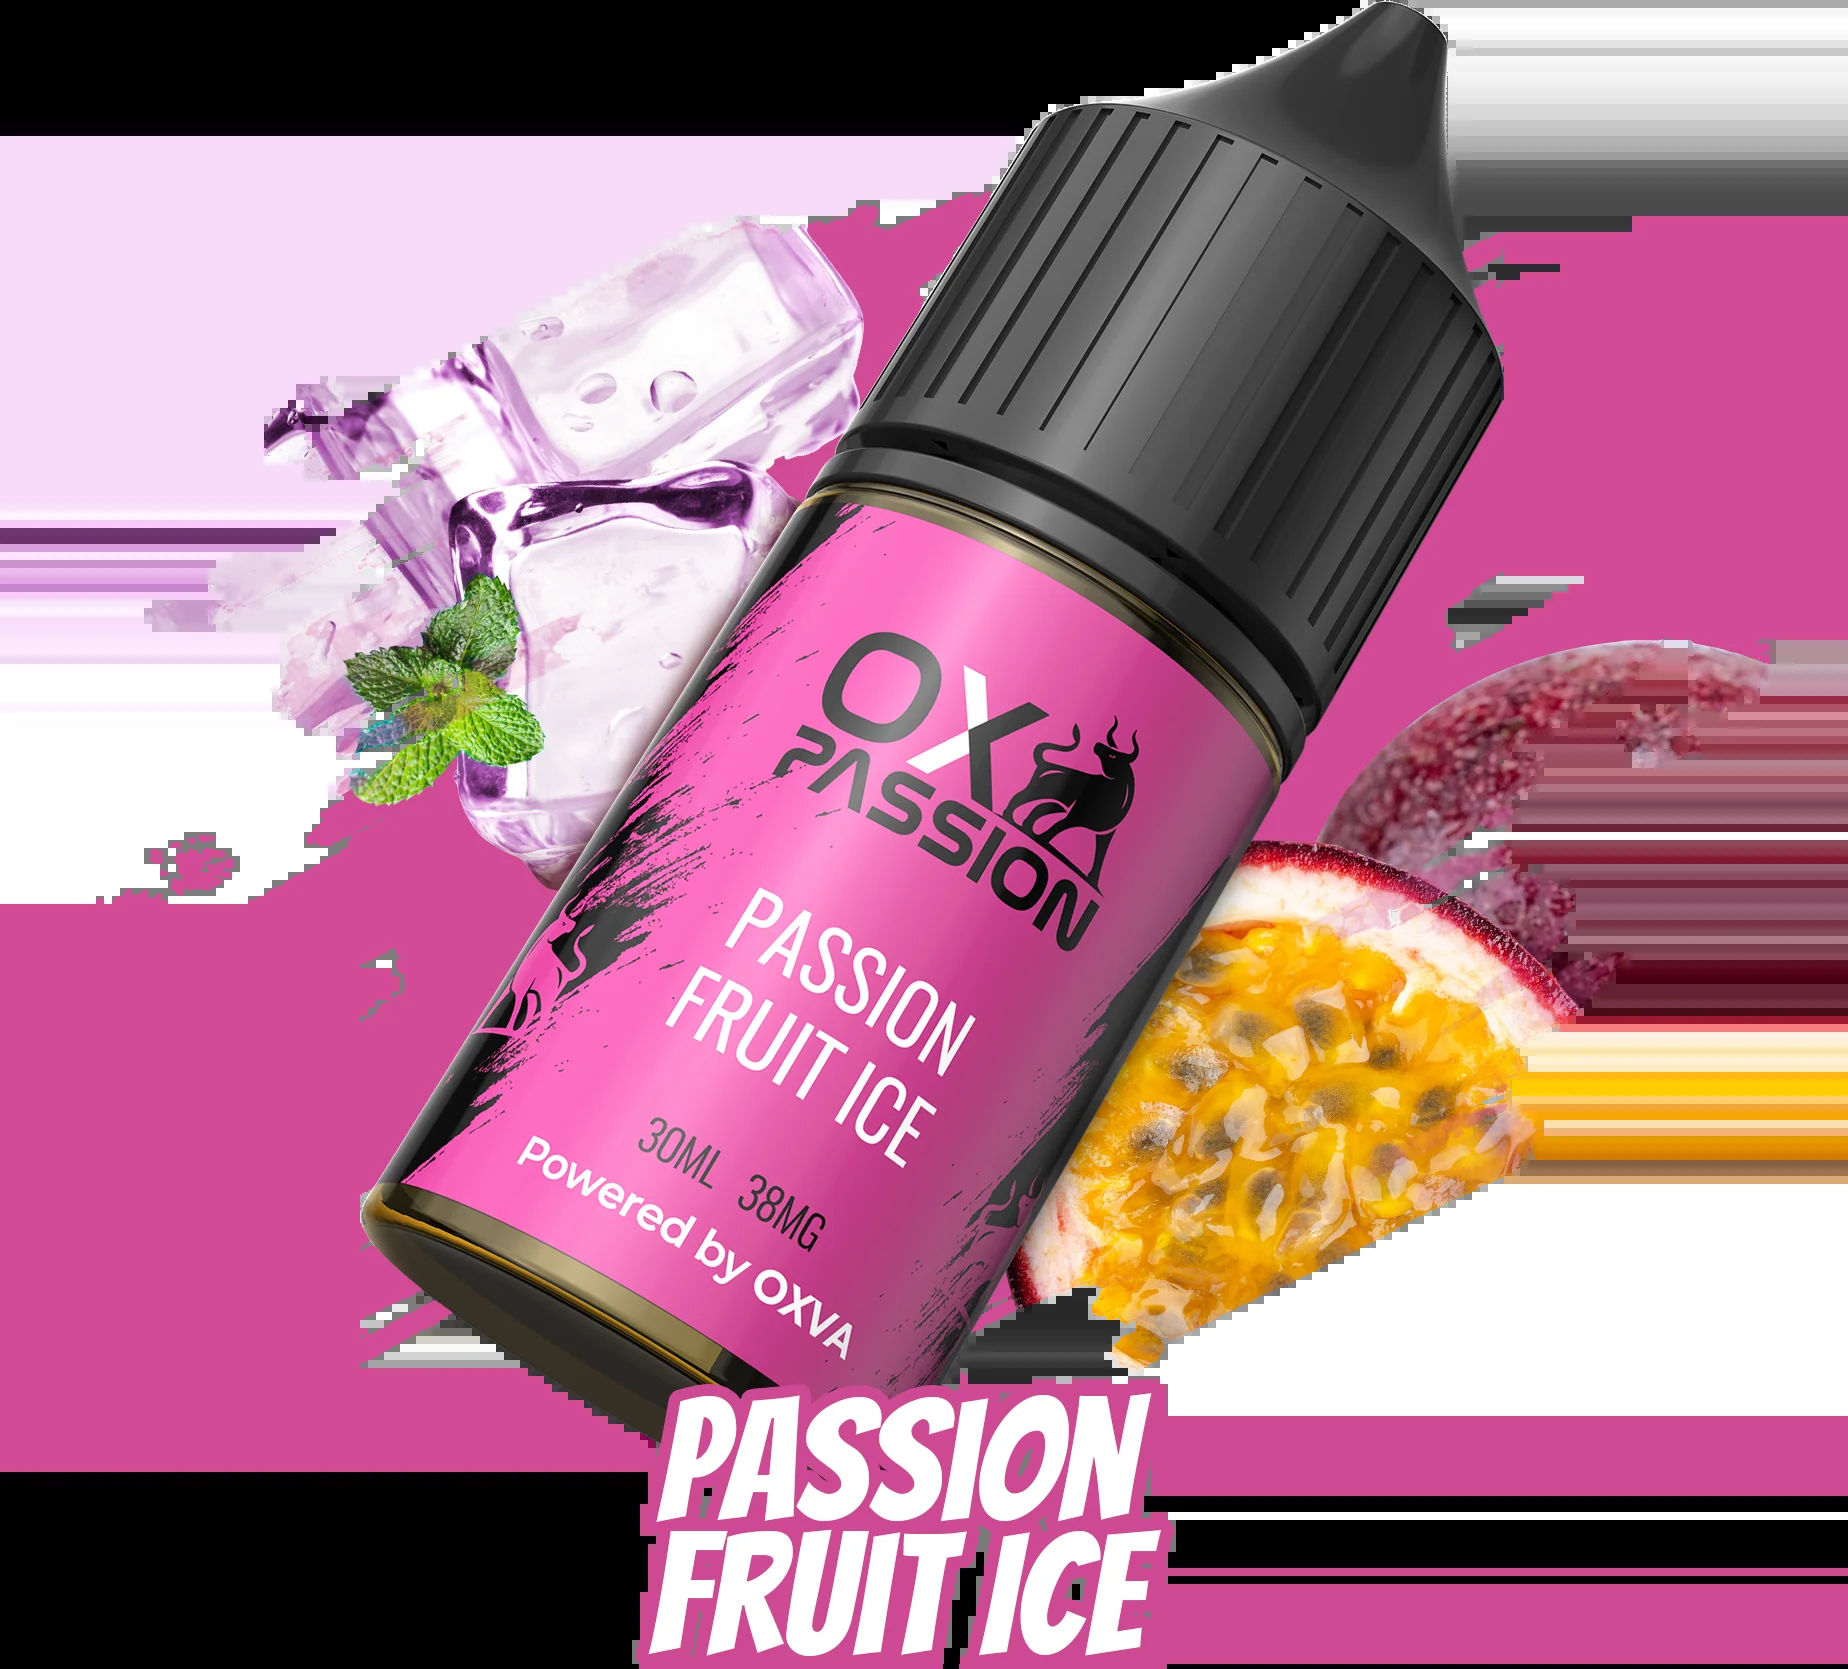 OX
PASSION
PASSION
FRUIT ICE
30ML 38MG
Powered by OXVA
PASSION
FRUIT ICE